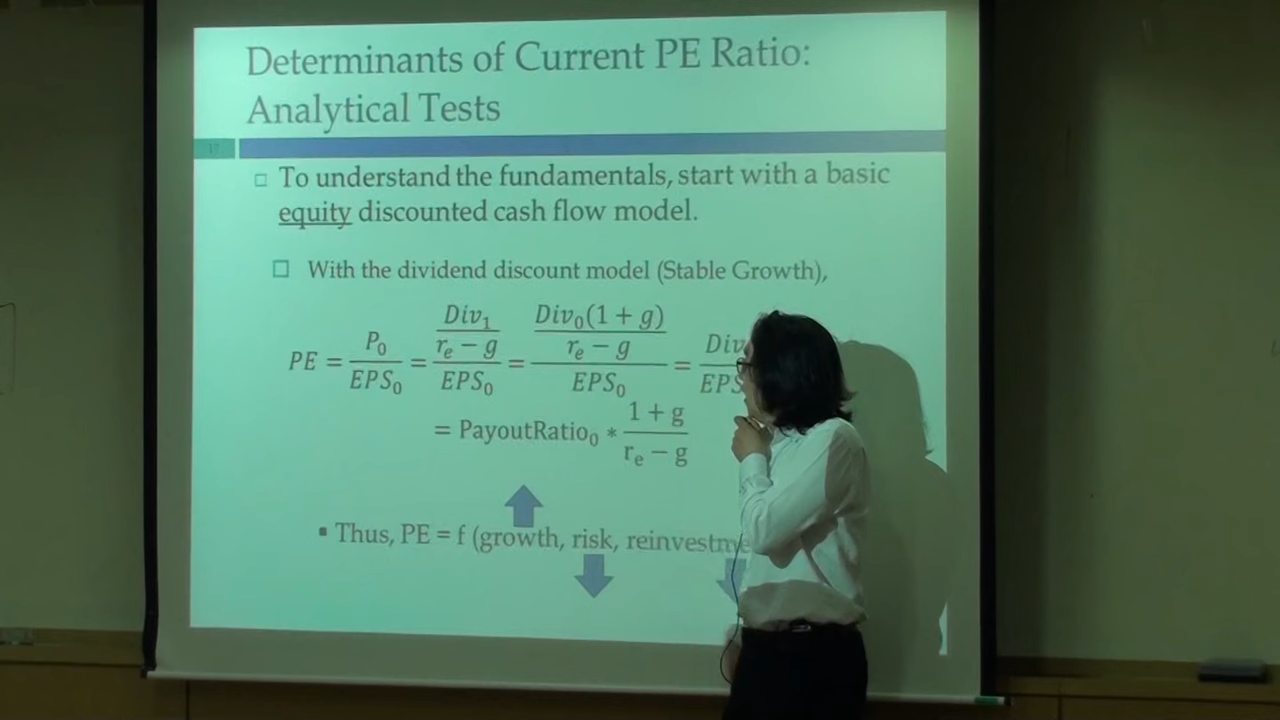 Determinants of Current PE Ratio:
Analytical Tests
17
To understand the fundamentals, start with a basic
equity discounted cash flow model.
With the dividend discount model (Stable Growth),
PE = P₀/EPS₀ = (Div₁/(rₑ − g))/EPS₀ = (Div₀(1 + g)/(rₑ − g))/EPS₀ = Div/EPS
= PayoutRatio₀ * (1 + g)/(rₑ − g)
▪ Thus, PE = f (growth, risk, reinvestme